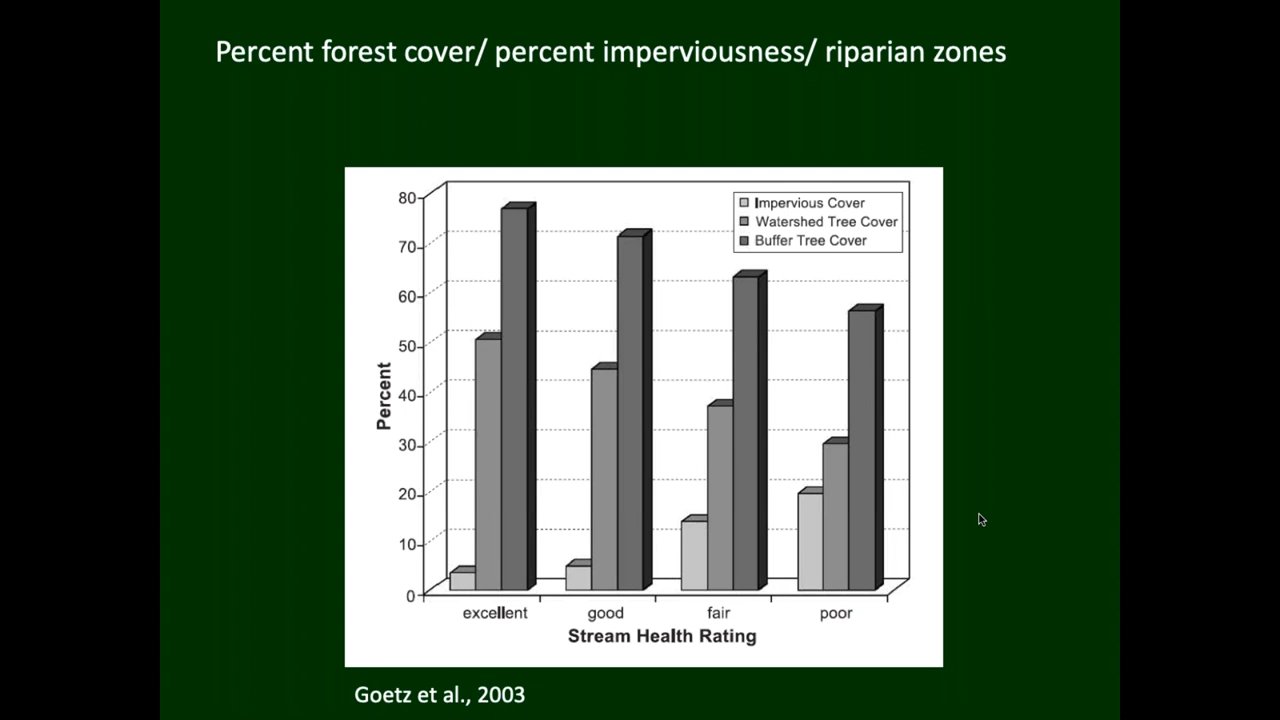 Percent forest cover/ percent imperviousness/ riparian zones
80
70
60
50
40
30
20
10
0
Percent
Impervious Cover
Watershed Tree Cover
Buffer Tree Cover
excellent good fair poor
Stream Health Rating
Goetz et al., 2003